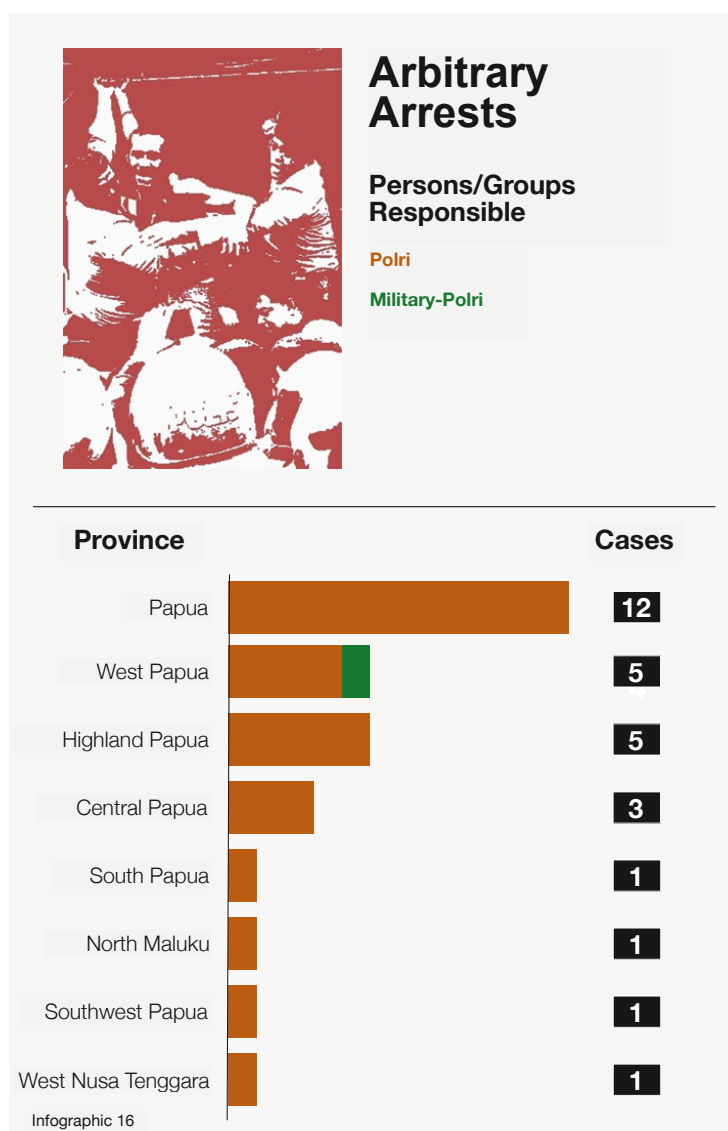 Arbitrary
Arrests
Persons/Groups
Responsible
Polri
Military-Polri
Province Cases
Papua 12
West Papua 5
Highland Papua 5
Central Papua 3
South Papua 1
North Maluku 1
Southwest Papua 1
West Nusa Tenggara 1
Infographic 16